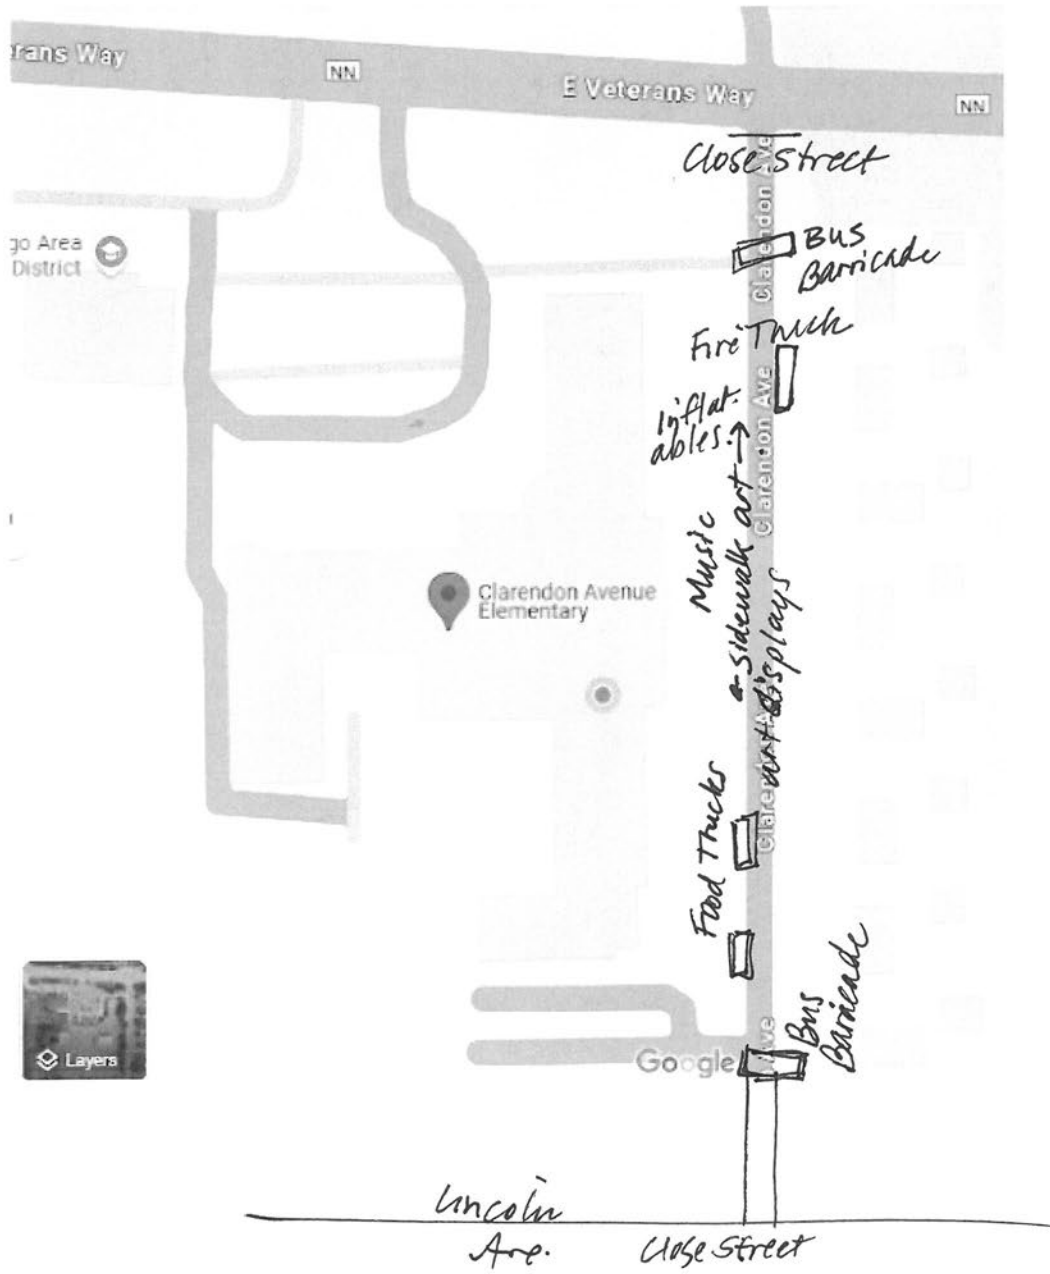 rans Way
NN
E Veterans Way
NN
Close Street
Clarendon Ave
go Area
District
Bus
Barricade
Fire Truck
inflat-
ables.
Clarendon Ave
Clarendon Ave
Music
Sidewalk art
art displays
Clarendon Avenue
Elementary
Clarendon Ave
Food Trucks
Bus
Barricade
Ave
Layers
Google
Lincoln
Ave.
Close Street